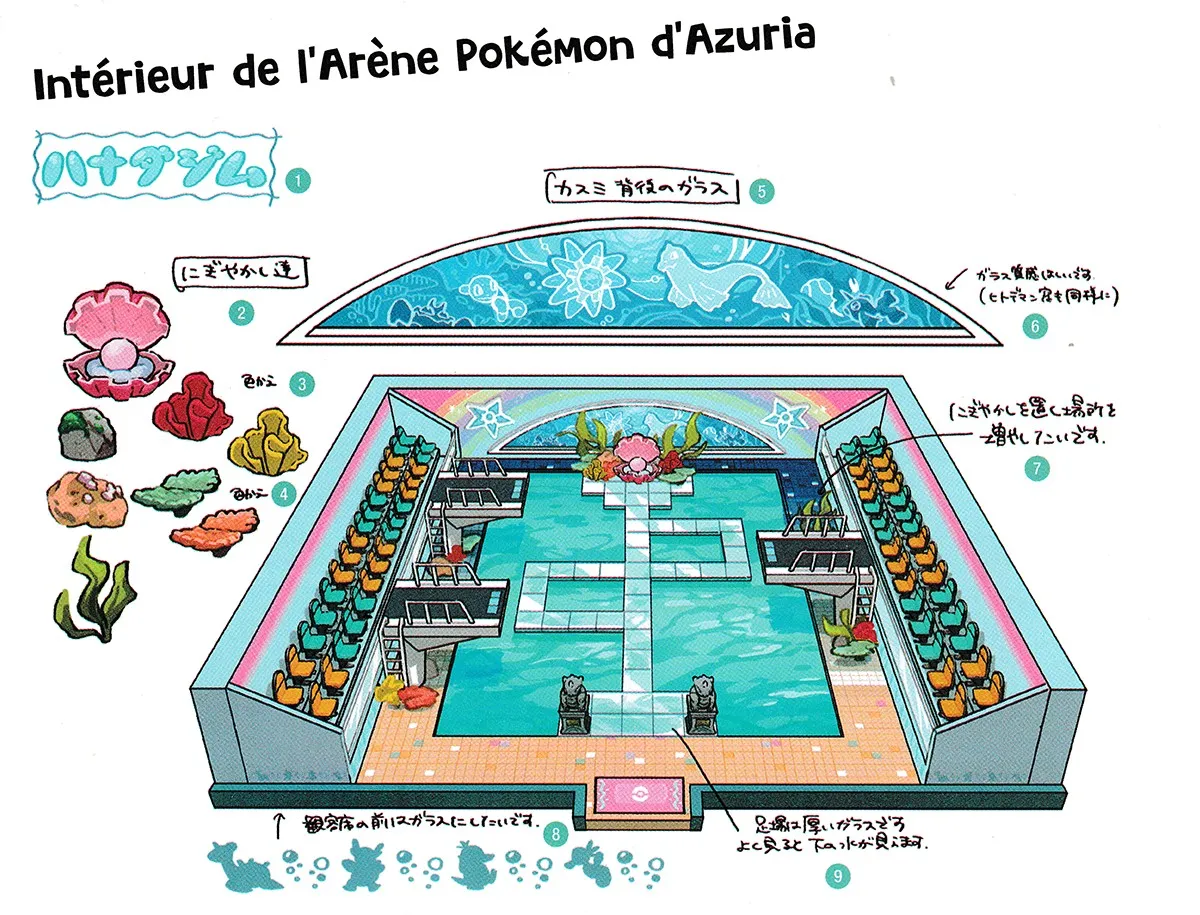 Intérieur de l'Arène Pokémon d'Azuria
ハナダジム
1
カスミ 背後のガラス
5
にぎやかし達
2
ガラス質感はいいです。
(ヒトデマン窓も同様に)
6
色かえ
3
にぎやかしを置く場所を
増やしたいです.
7
色かえ
4
観客席の前はガラスにしたいです.
8
足場は厚いガラスです
よく見ると下の水が見えます.
9